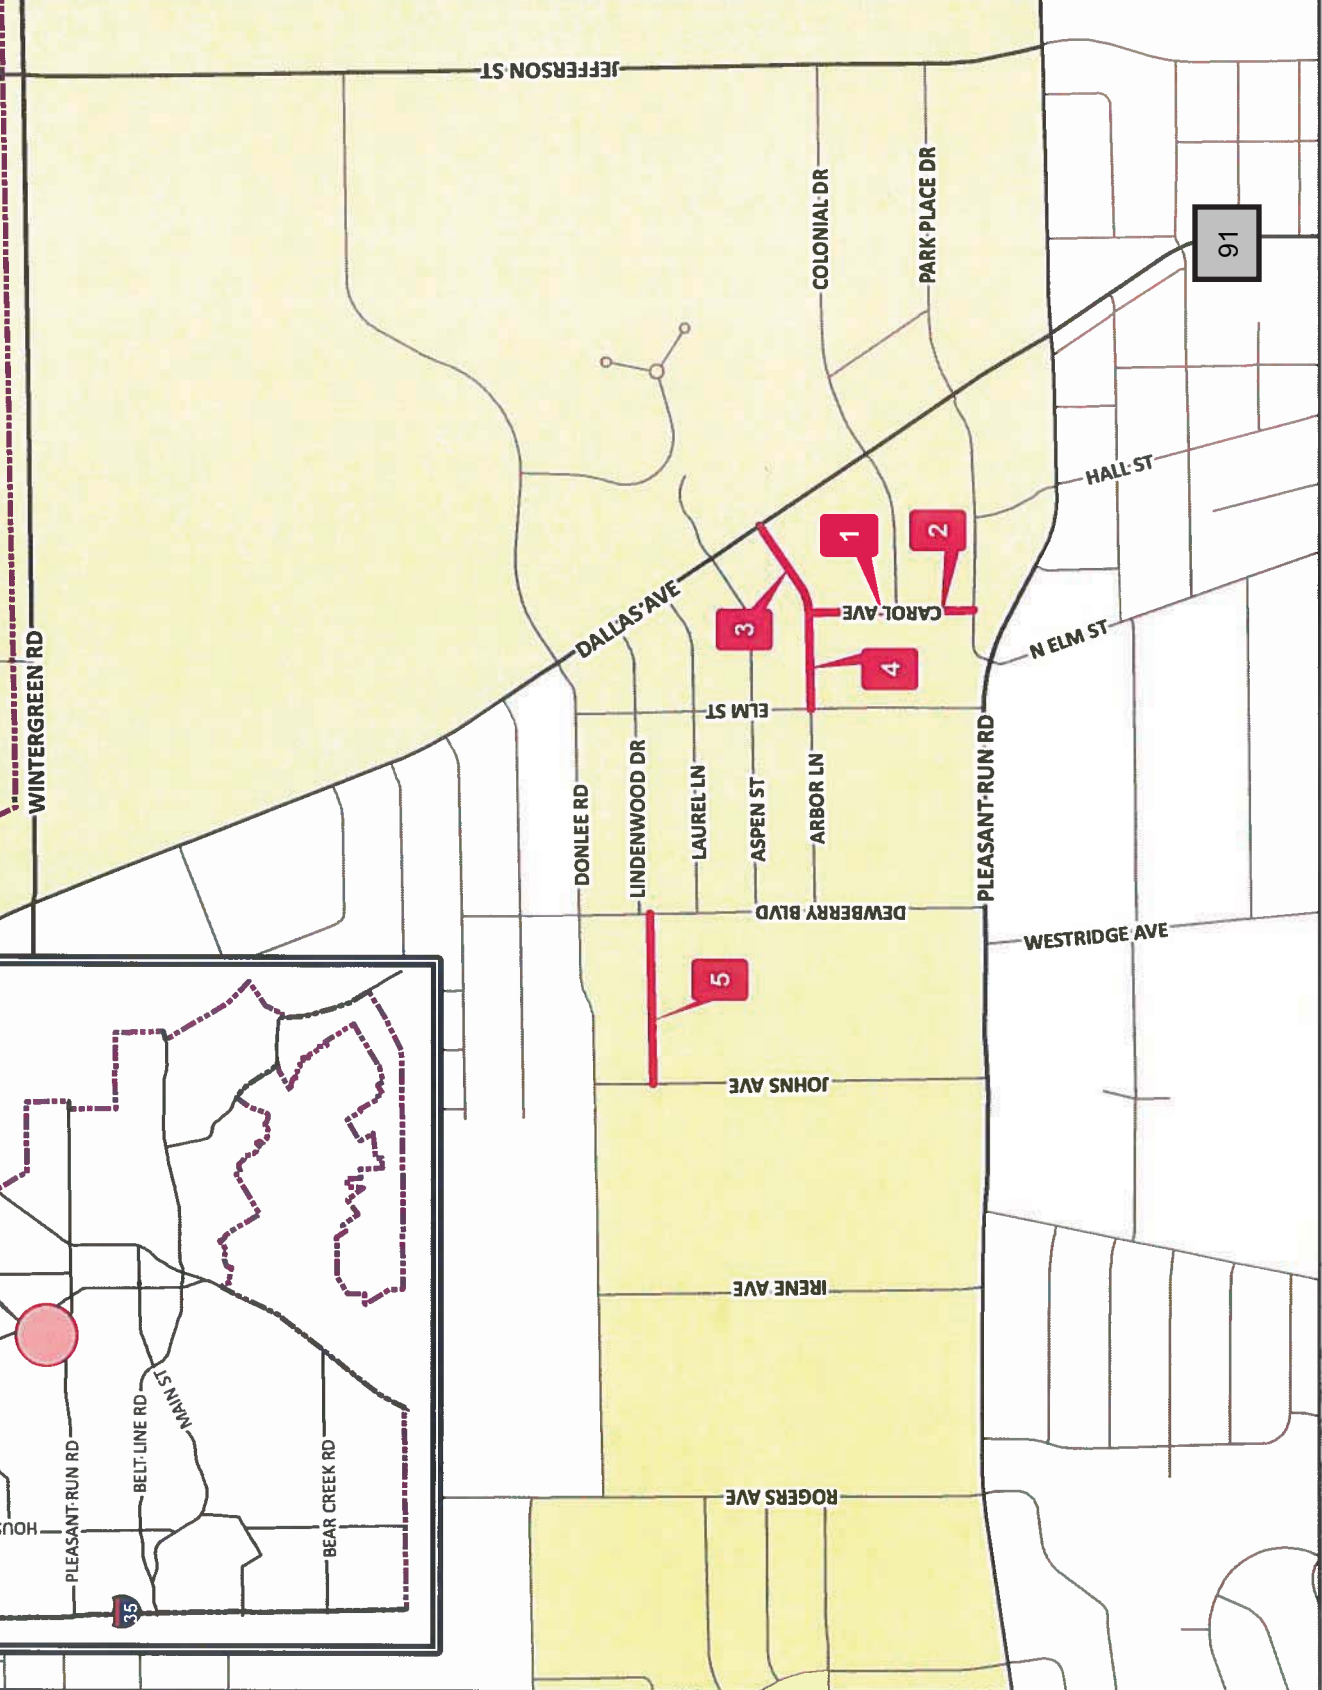 JEFFERSON ST
COLONIAL DR
PARK PLACE DR
91
WINTERGREEN RD
HALL ST
1
2
3
4
DALLAS AVE
CAROL AVE
N ELM ST
ELM ST
DONLEE RD
LINDENWOOD DR
LAUREL LN
ASPEN ST
ARBOR LN
PLEASANT RUN RD
DEWBERRY BLVD
WESTRIDGE AVE
5
JOHNS AVE
IRENE AVE
ROGERS AVE
PLEASANT RUN RD
BELT LINE RD
MAIN ST
BEAR CREEK RD
HOUS
35